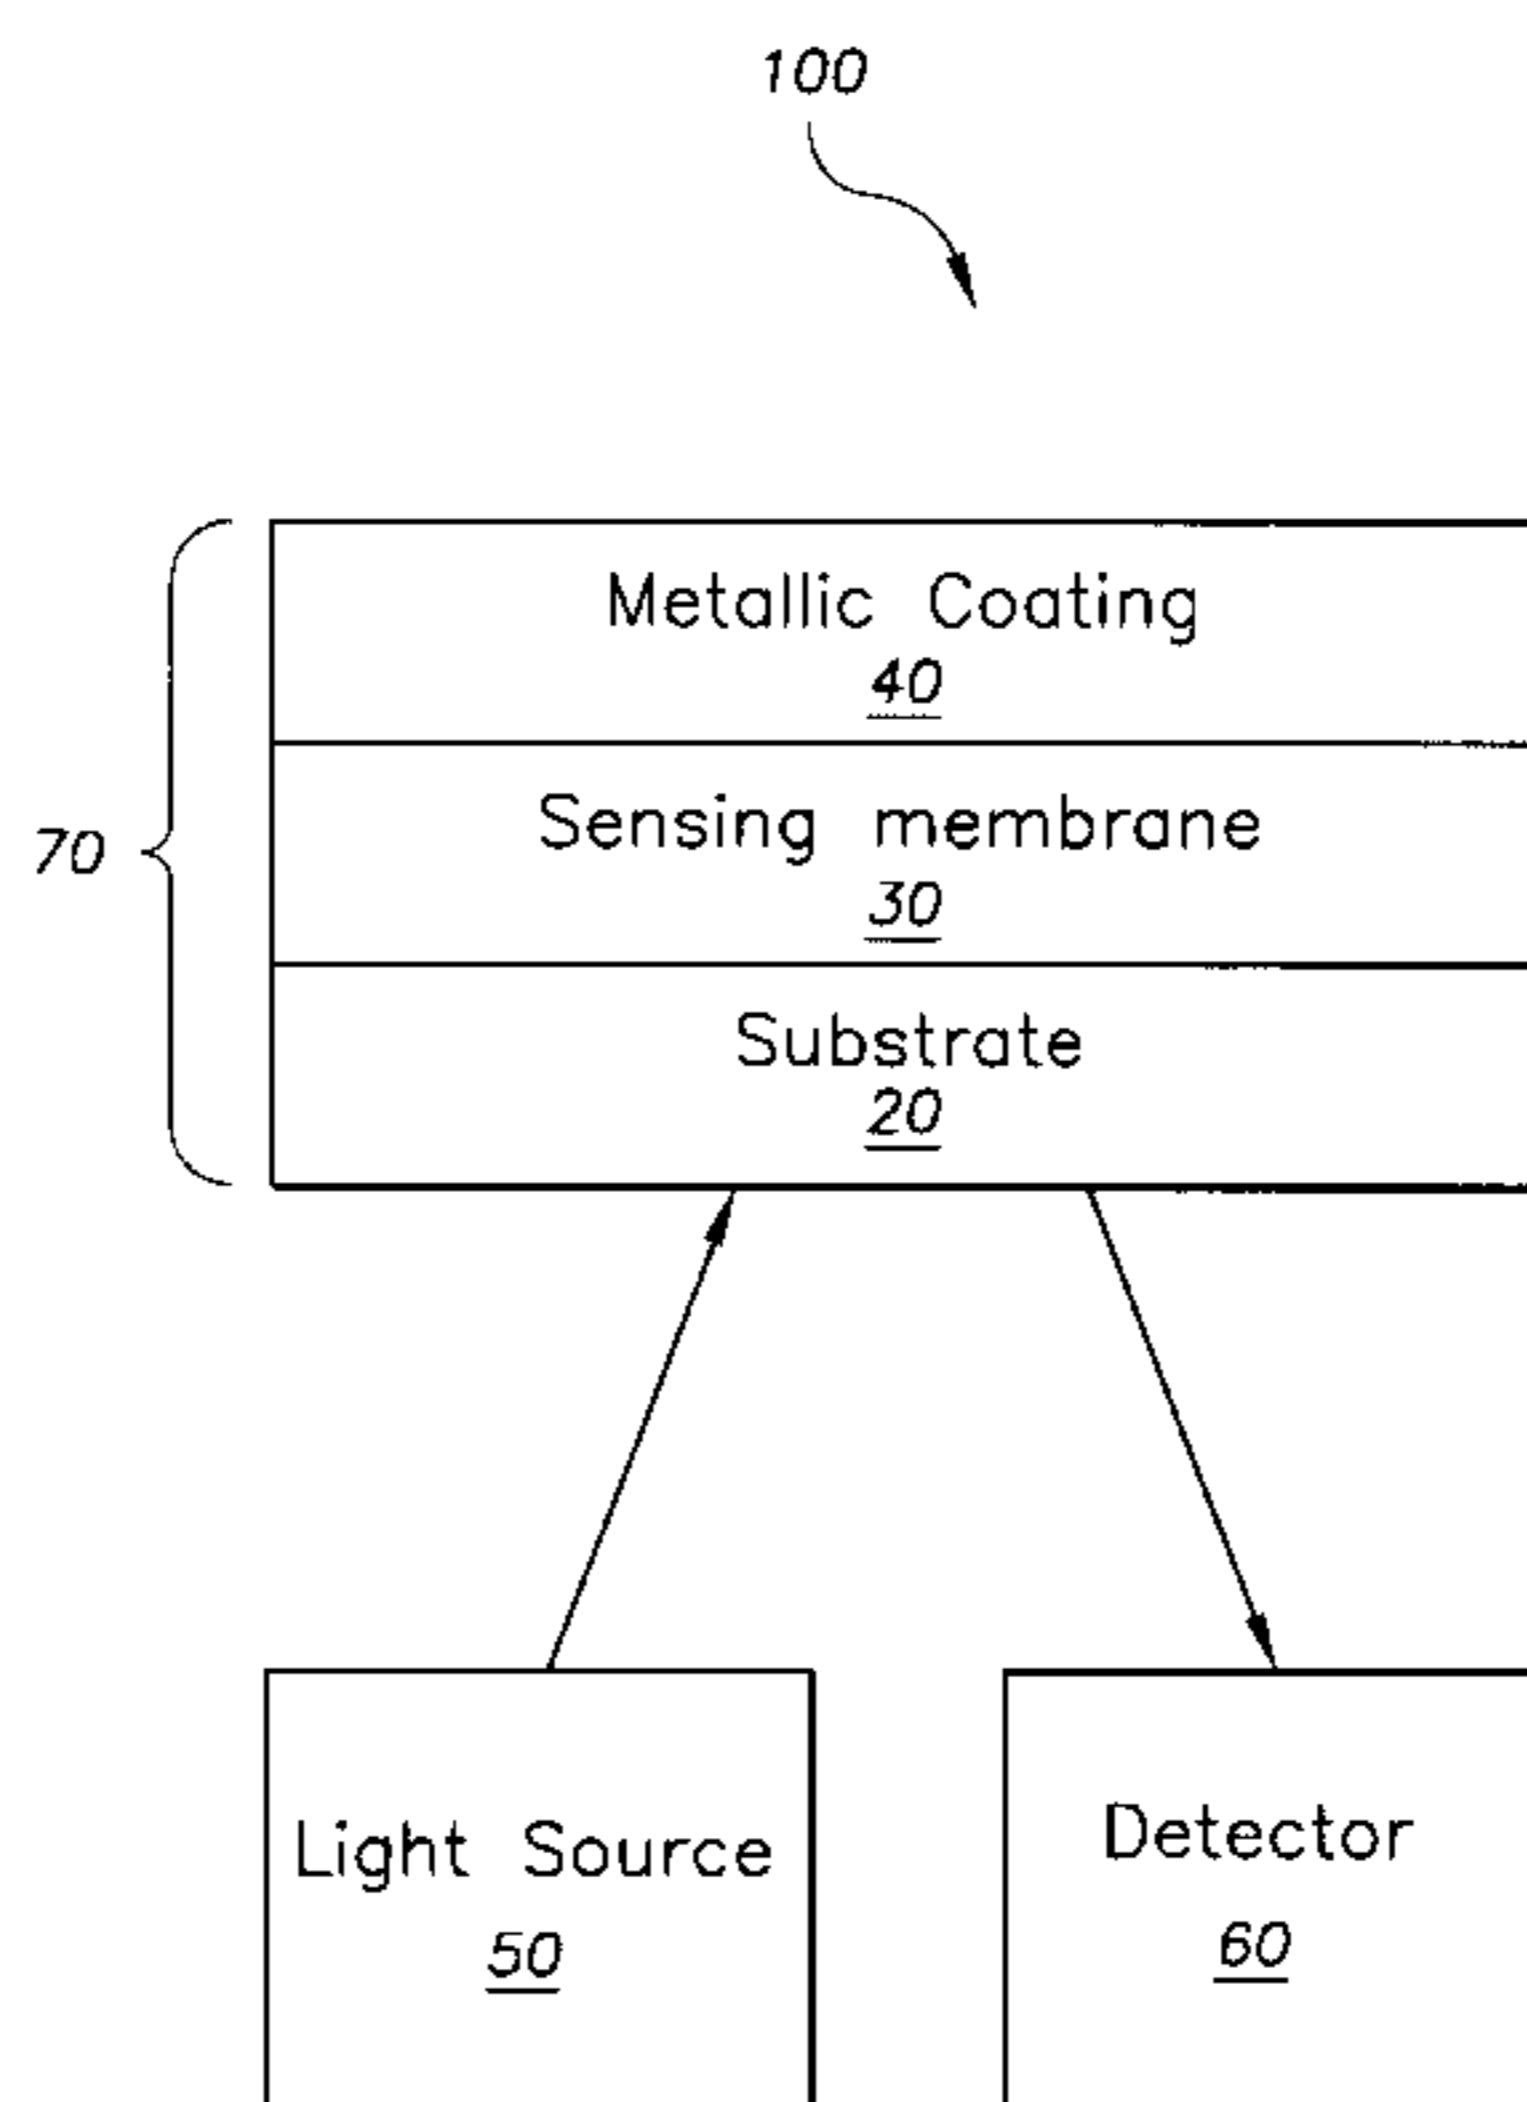 100
Metallic Coating
40
70
Sensing membrane
30
Substrate
20
Light Source
50
Detector
60